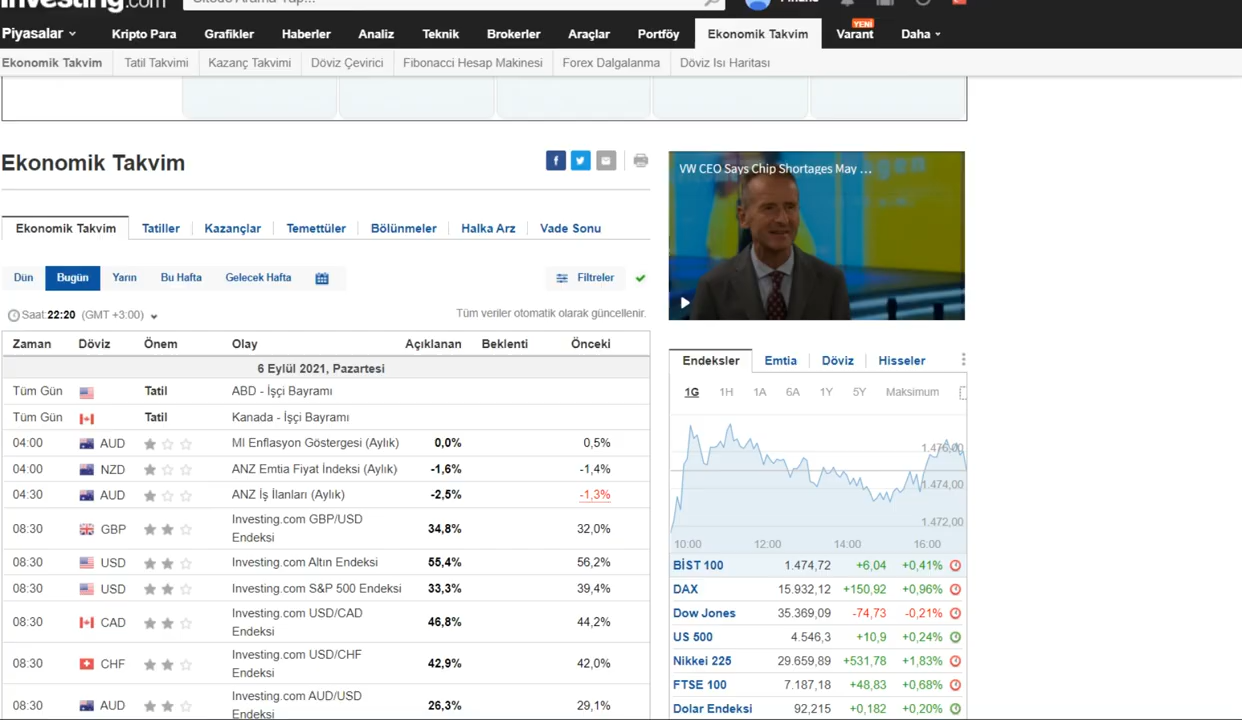 Investing.com
Piyasalar Kripto Para Grafikler Haberler Analiz Teknik Brokerler Araçlar Portföy Ekonomik Takvim YENİ Varant Daha
Ekonomik Takvim Tatil Takvimi Kazanç Takvimi Döviz Çevirici Fibonacci Hesap Makinesi Forex Dalgalanma Döviz Isı Haritası
Ekonomik Takvim
Ekonomik Takvim Tatiller Kazançlar Temettüler Bölünmeler Halka Arz Vade Sonu
Dün Bugün Yarın Bu Hafta Gelecek Hafta Filtreler
Saat:22:20 (GMT +3:00) Tüm veriler otomatik olarak güncellenir.
Zaman Döviz Önem Olay Açıklanan Beklenti Önceki
6 Eylül 2021, Pazartesi
Tüm Gün Tatil ABD - İşçi Bayramı
Tüm Gün Tatil Kanada - İşçi Bayramı
04:00 AUD MI Enflasyon Göstergesi (Aylık) 0,0% 0,5%
04:00 NZD ANZ Emtia Fiyat İndeksi (Aylık) -1,6% -1,4%
04:30 AUD ANZ İş İlanları (Aylık) -2,5% -1,3%
08:30 GBP Investing.com GBP/USD Endeksi 34,8% 32,0%
08:30 USD Investing.com Altın Endeksi 55,4% 56,2%
08:30 USD Investing.com S&P 500 Endeksi 33,3% 39,4%
08:30 CAD Investing.com USD/CAD Endeksi 46,8% 44,2%
08:30 CHF Investing.com USD/CHF Endeksi 42,9% 42,0%
08:30 AUD Investing.com AUD/USD Endeksi 26,3% 29,1%
VW CEO Says Chip Shortages May ...
Endeksler Emtia Döviz Hisseler
1G 1H 1A 6A 1Y 5Y Maksimum
1.476,00
1.474,00
1.472,00
10:00 12:00 14:00 16:00
BİST 100 1.474,72 +6,04 +0,41%
DAX 15.932,12 +150,92 +0,96%
Dow Jones 35.369,09 -74,73 -0,21%
US 500 4.546,3 +10,9 +0,24%
Nikkei 225 29.659,89 +531,78 +1,83%
FTSE 100 7.187,18 +48,83 +0,68%
Dolar Endeksi 92,215 +0,182 +0,20%